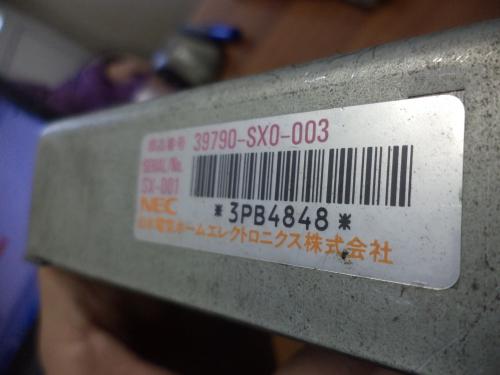 部品番号 39790-SX0-003
SERIAL/No.
SX-001
*3PB4848*
NEC
日本電気ホームエレクトロニクス株式会社